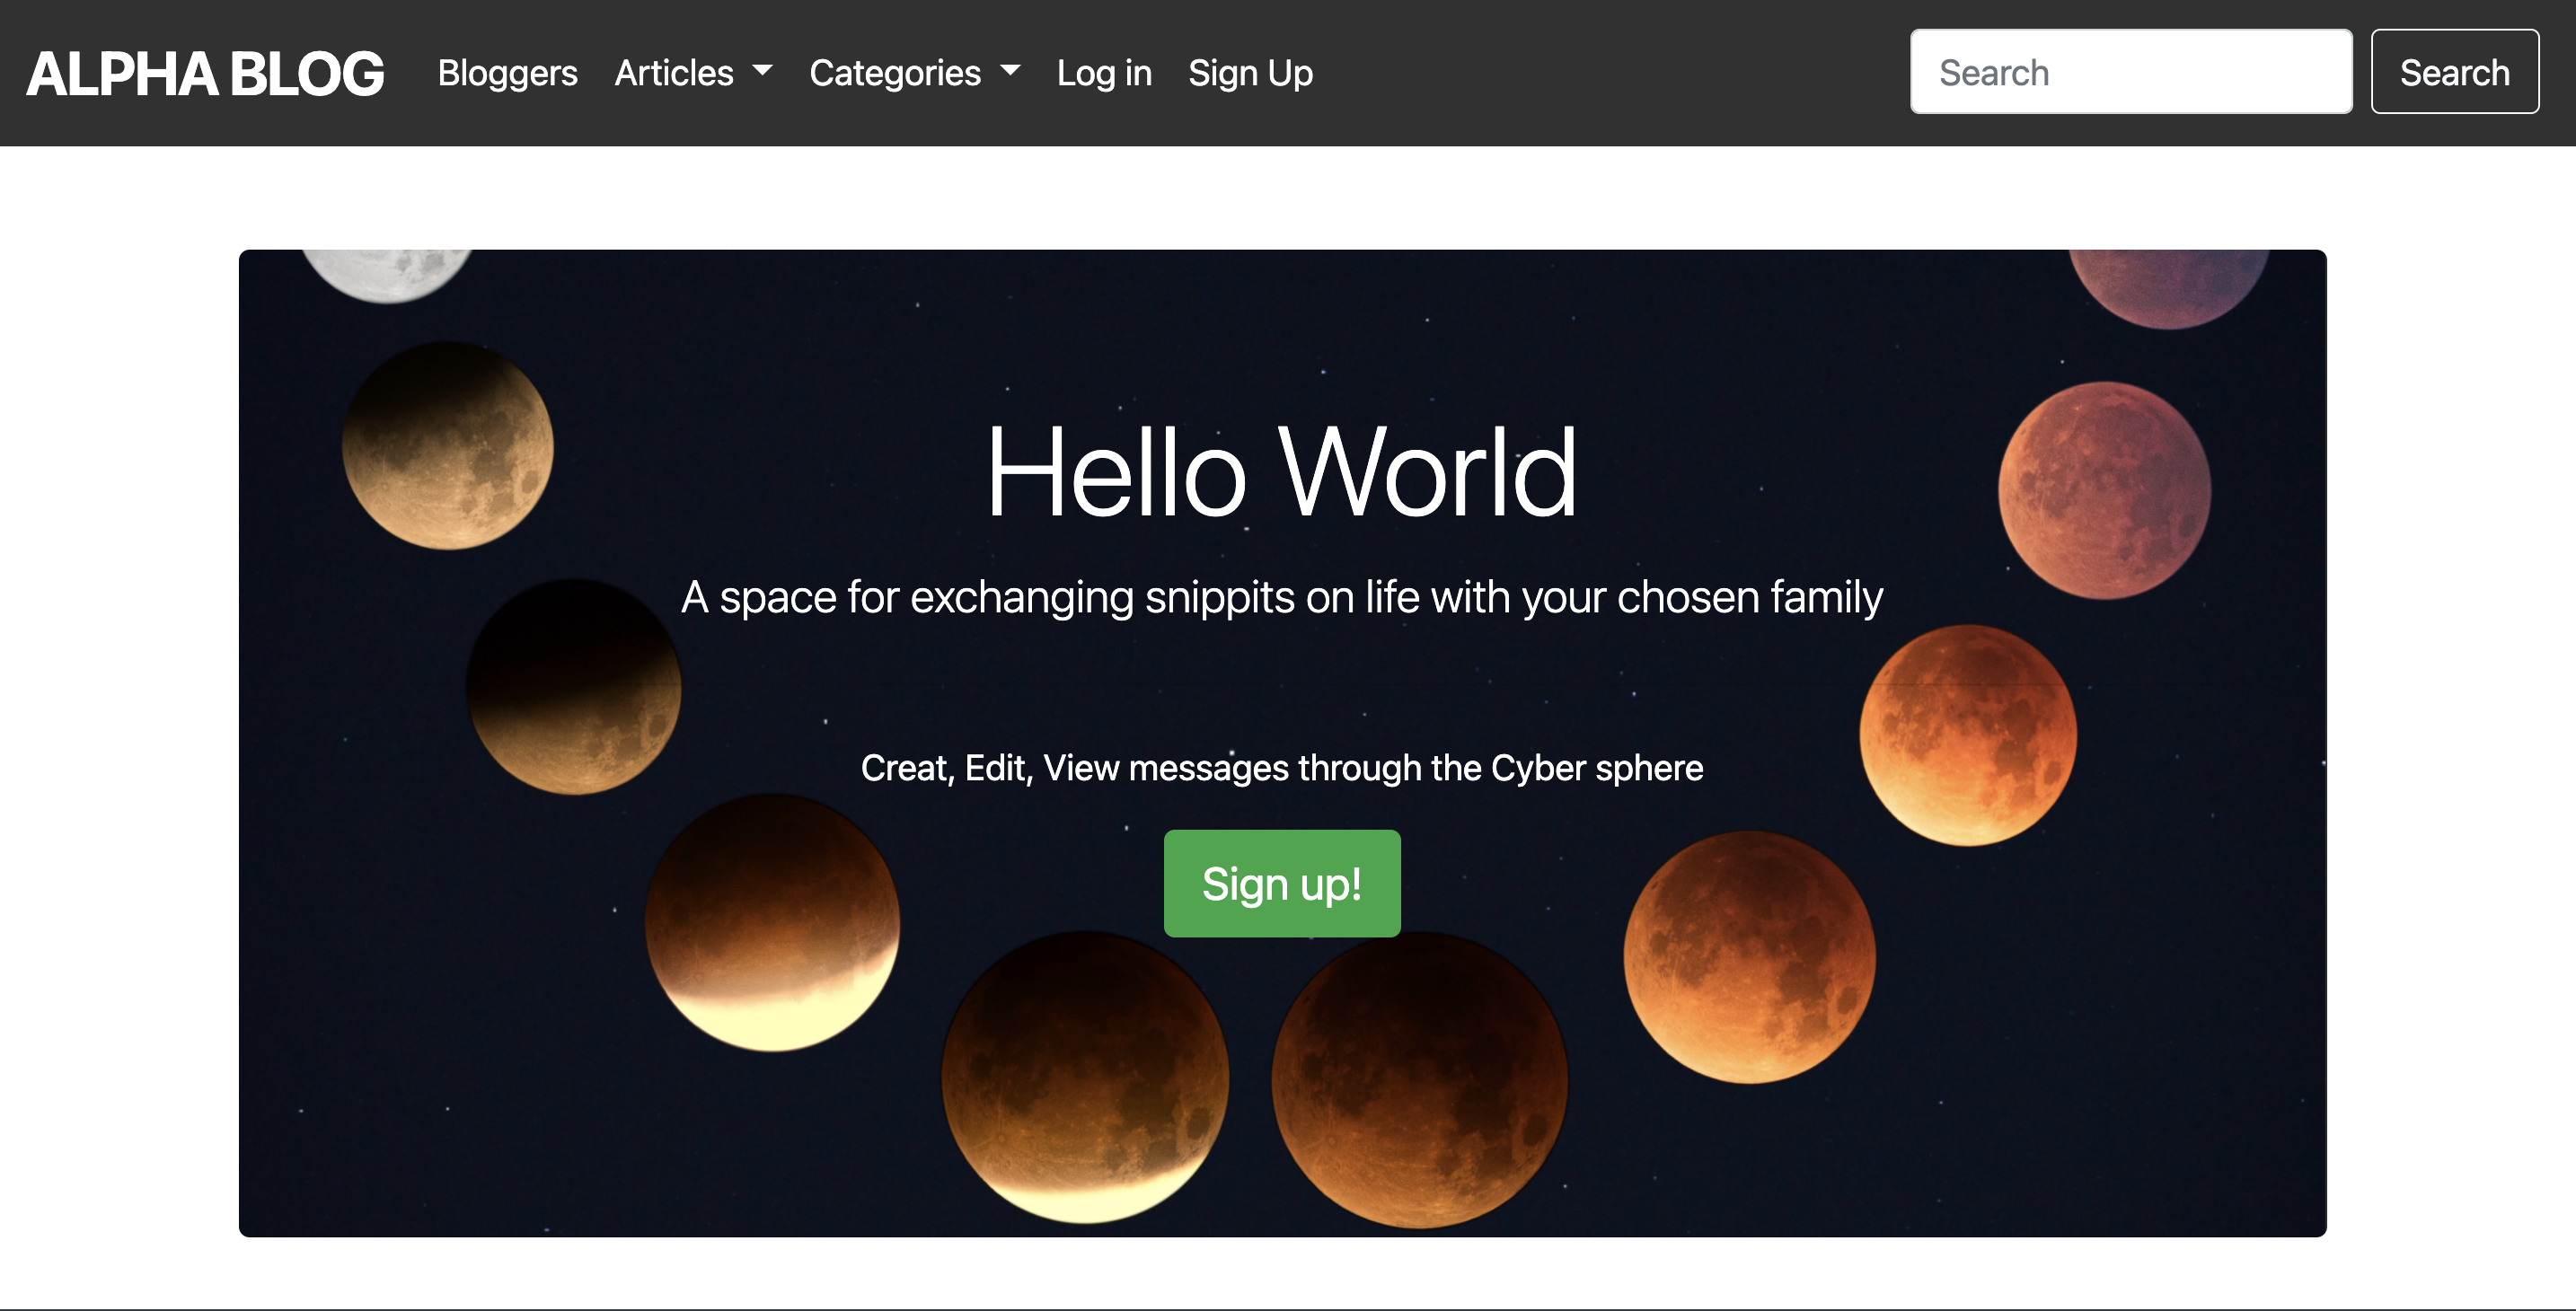 ALPHA BLOG Bloggers Articles Categories Log in Sign Up Search Search
Hello World
A space for exchanging snippits on life with your chosen family
Creat, Edit, View messages through the Cyber sphere
Sign up!